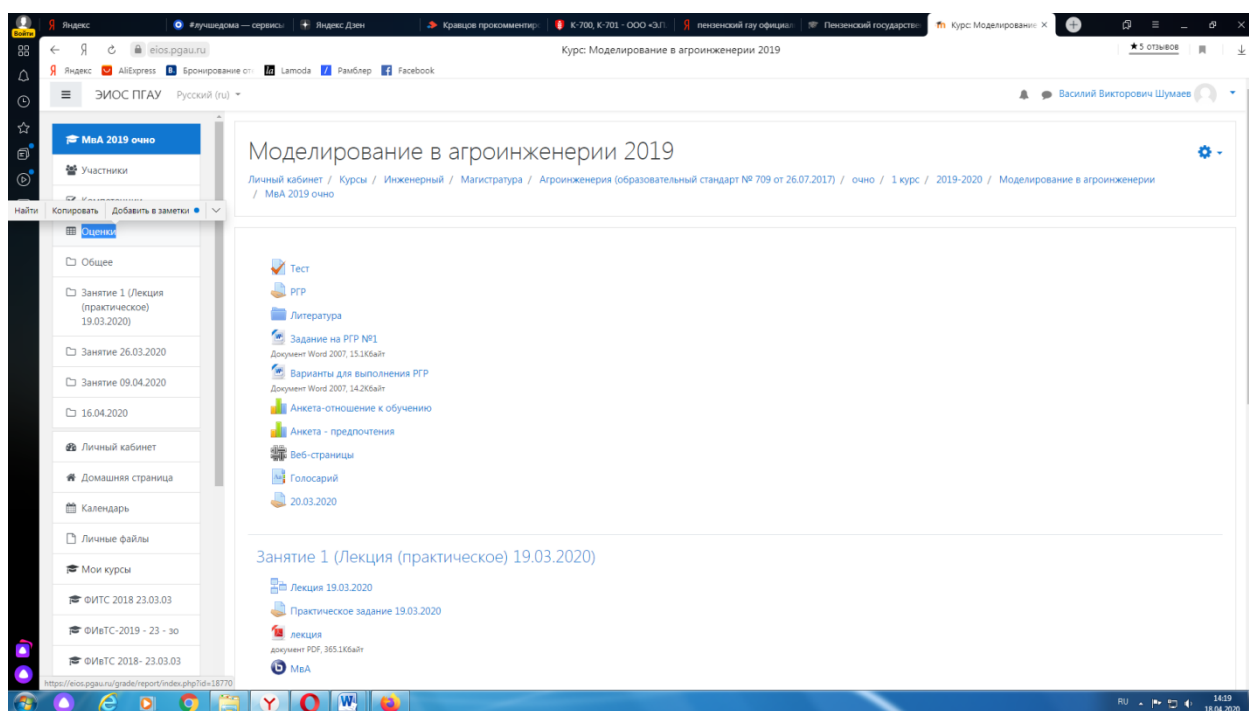 Войти
Яндекс
#лучшедома — сервисы
Яндекс Дзен
Кравцов прокомментир
К-700, К-701 - ООО «Э.П.
пензенский гау официал
Пензенский государстве
Курс: Моделирование
eios.pgau.ru
Курс: Моделирование в агроинженерии 2019
★ 5 отзывов
Яндекс
AliExpress
Бронирование от
Lamoda
Рамблер
Facebook
ЭИОС ПГАУ
Русский (ru)
Василий Викторович Шумаев
МвА 2019 очно
Участники
Компетенции
Найти
Копировать
Добавить в заметки
Оценки
Общее
Занятие 1 (Лекция
(практическое)
19.03.2020)
Занятие 26.03.2020
Занятие 09.04.2020
16.04.2020
Личный кабинет
Домашняя страница
Календарь
Личные файлы
Мои курсы
ФИТС 2018 23.03.03
ФИвТС-2019 - 23 - зо
ФИвТС 2018- 23.03.03
https://eios.pgau.ru/grade/report/index.php?id=18770
Моделирование в агроинженерии 2019
Личный кабинет / Курсы / Инженерный / Магистратура / Агроинженерия (образовательный стандарт № 709 от 26.07.2017) / очно / 1 курс / 2019-2020 / Моделирование в агроинженерии
/ МвА 2019 очно
Тест
РГР
Литература
Задание на РГР №1
Документ Word 2007, 15.1Кбайт
Варианты для выполнения РГР
Документ Word 2007, 14.2Кбайт
Анкета-отношение к обучению
Анкета - предпочтения
Веб-страницы
Голосарий
20.03.2020
Занятие 1 (Лекция (практическое) 19.03.2020)
Лекция 19.03.2020
Практическое задание 19.03.2020
лекция
документ PDF, 365.1Кбайт
МвА
RU
14:19
18.04.2020